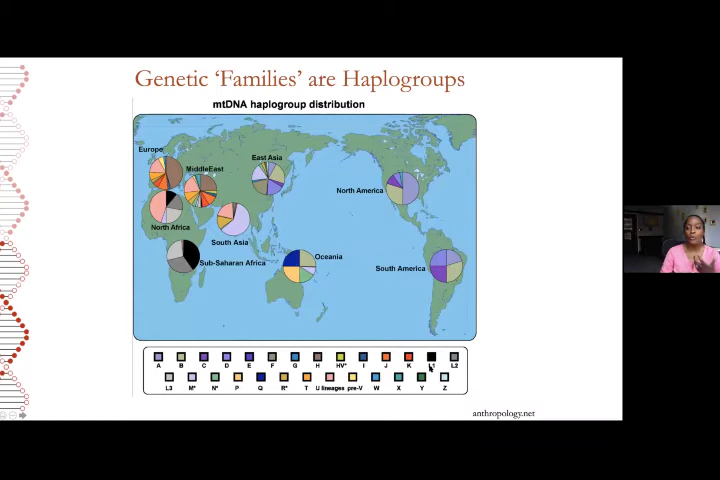 Genetic ‘Families’ are Haplogroups
mtDNA haplogroup distribution
Europe
MiddleEast
East Asia
North America
North Africa
South Asia
Sub-Saharan Africa
Oceania
South America
A B C D E F G H HV* I J K L1 L2
L3 M* N* P Q R* T U lineages pre-V W X Y Z
anthropology.net